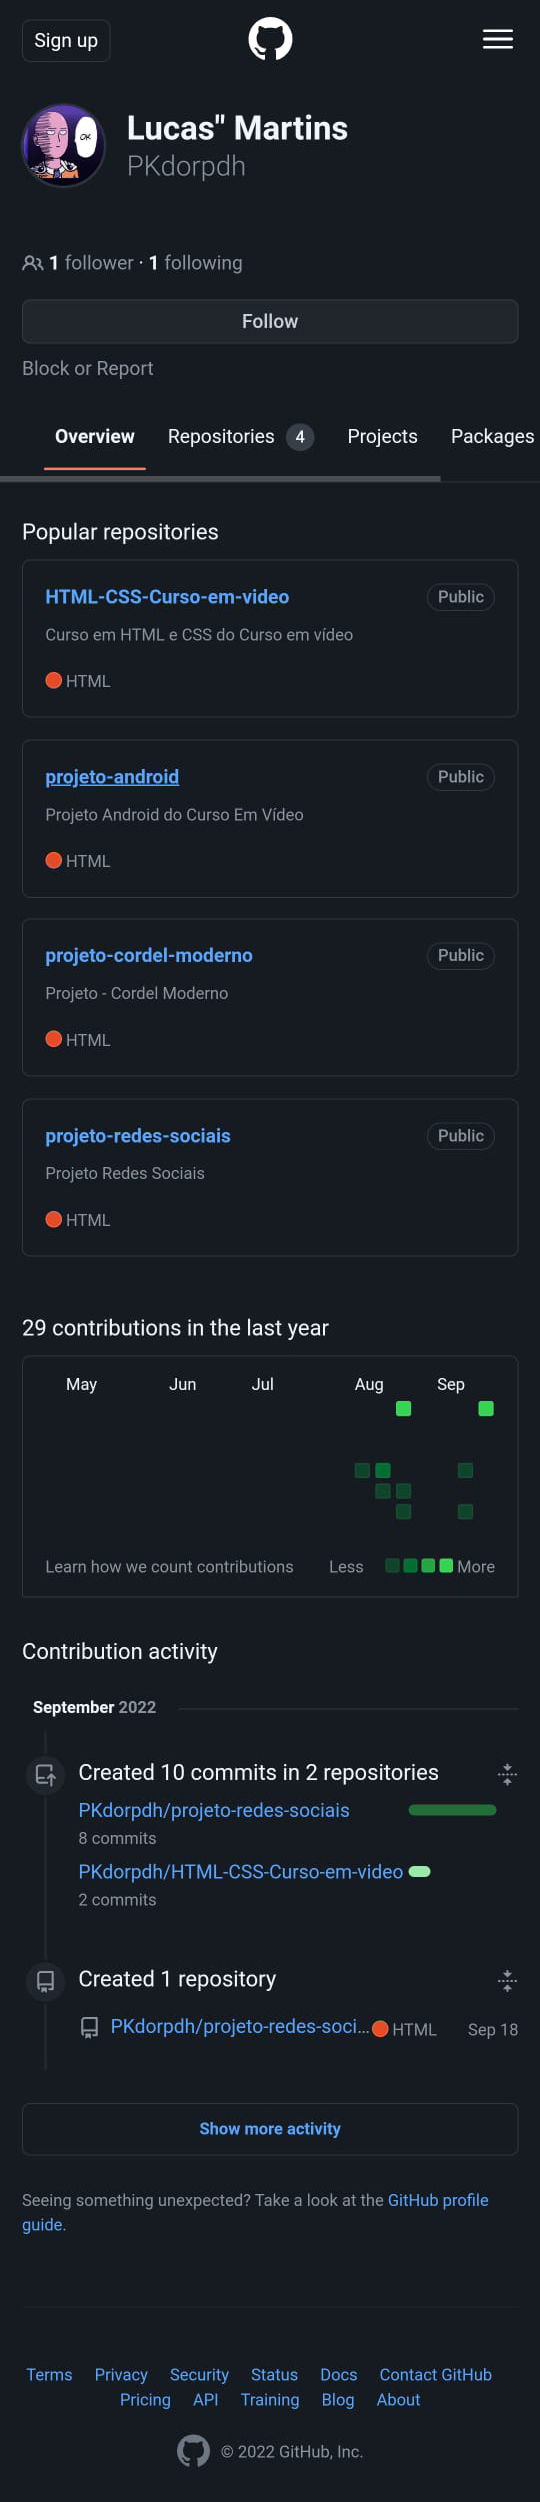 Sign up
OK
Lucas" Martins
PKdorpdh
1 follower · 1 following
Follow
Block or Report
Overview Repositories 4 Projects Packages
Popular repositories
HTML-CSS-Curso-em-video Public
Curso em HTML e CSS do Curso em vídeo
HTML
projeto-android Public
Projeto Android do Curso Em Vídeo
HTML
projeto-cordel-moderno Public
Projeto - Cordel Moderno
HTML
projeto-redes-sociais Public
Projeto Redes Sociais
HTML
29 contributions in the last year
May Jun Jul Aug Sep
Learn how we count contributions Less More
Contribution activity
September 2022
Created 10 commits in 2 repositories
PKdorpdh/projeto-redes-sociais
8 commits
PKdorpdh/HTML-CSS-Curso-em-video
2 commits
Created 1 repository
PKdorpdh/projeto-redes-soci... HTML Sep 18
Show more activity
Seeing something unexpected? Take a look at the GitHub profile
guide.
Terms Privacy Security Status Docs Contact GitHub
Pricing API Training Blog About
© 2022 GitHub, Inc.